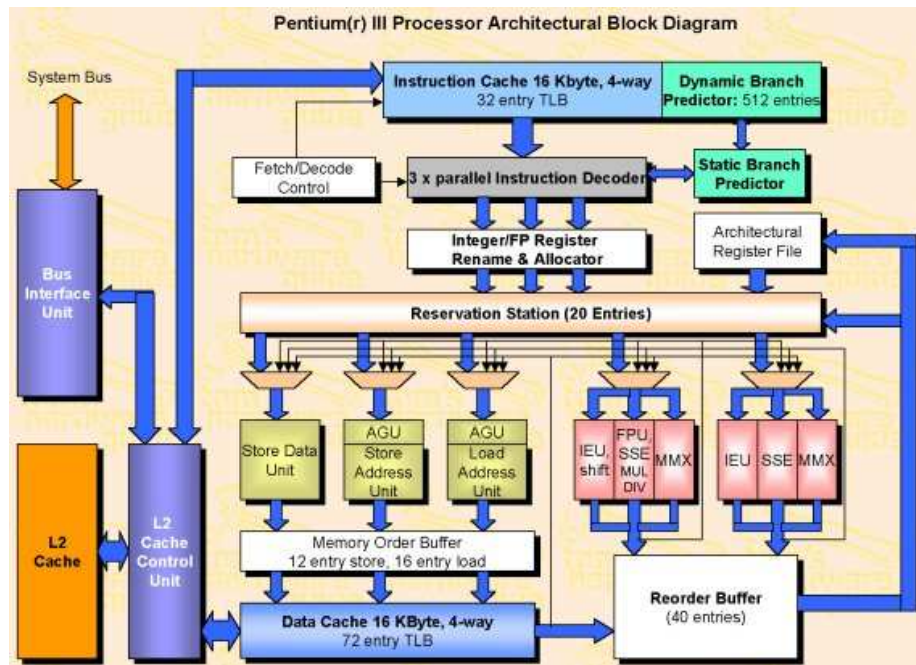 Pentium(r) III Processor Architectural Block Diagram
System Bus
Instruction Cache 16 Kbyte, 4-way
32 entry TLB
Dynamic Branch
Predictor: 512 entries
Fetch/Decode
Control
3 x parallel Instruction Decoder
Static Branch
Predictor
Integer/FP Register
Rename & Allocator
Architectural
Register File
Bus
Interface
Unit
Reservation Station (20 Entries)
Store Data
Unit
AGU
Store
Address
Unit
AGU
Load
Address
Unit
IEU,
shift
FPU,
SSE
MUL
DIV
MMX
IEU
SSE
MMX
L2
Cache
L2
Cache
Control
Unit
Memory Order Buffer
12 entry store, 16 entry load
Data Cache 16 KByte, 4-way
72 entry TLB
Reorder Buffer
(40 entries)